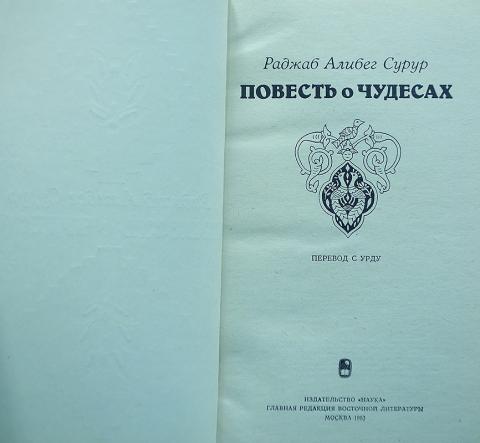 Раджаб Алибег Сурур
ПОВЕСТЬ о ЧУДЕСАХ
ПЕРЕВОД С УРДУ
ИЗДАТЕЛЬСТВО «НАУКА»
ГЛАВНАЯ РЕДАКЦИЯ ВОСТОЧНОЙ ЛИТЕРАТУРЫ
МОСКВА